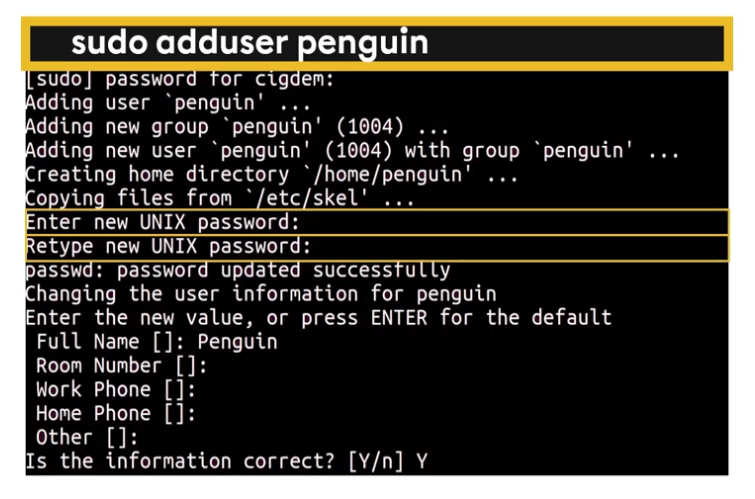 sudo adduser penguin
[sudo] password for cigdem:
Adding user `penguin' ...
Adding new group `penguin' (1004) ...
Adding new user `penguin' (1004) with group `penguin' ...
Creating home directory `/home/penguin' ...
Copying files from `/etc/skel' ...
Enter new UNIX password:
Retype new UNIX password:
passwd: password updated successfully
Changing the user information for penguin
Enter the new value, or press ENTER for the default
Full Name []: Penguin
Room Number []:
Work Phone []:
Home Phone []:
Other []:
Is the information correct? [Y/n] Y